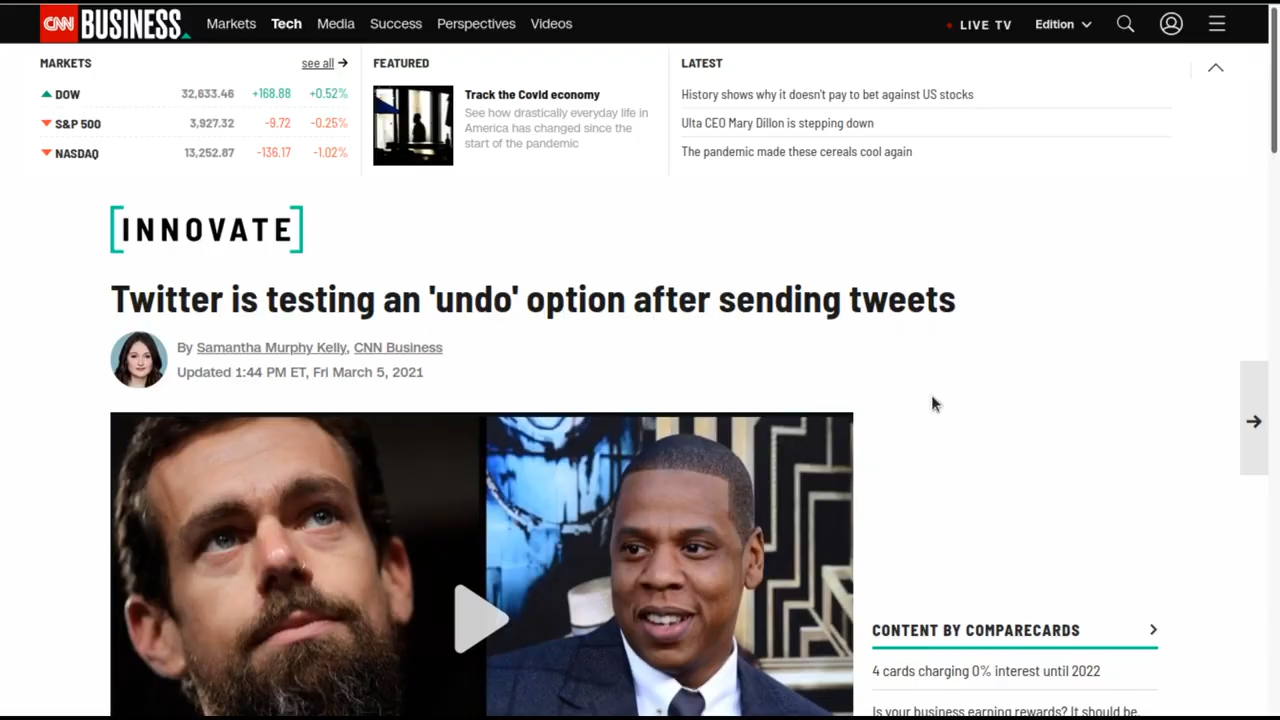 CNN BUSINESS Markets Tech Media Success Perspectives Videos LIVE TV Edition
MARKETS see all →
DOW 32,633.46 +168.88 +0.52%
S&P 500 3,927.32 -9.72 -0.25%
NASDAQ 13,252.87 -136.17 -1.02%
FEATURED
Track the Covid economy
See how drastically everyday life in
America has changed since the
start of the pandemic
LATEST
History shows why it doesn't pay to bet against US stocks
Ulta CEO Mary Dillon is stepping down
The pandemic made these cereals cool again
[INNOVATE]
Twitter is testing an 'undo' option after sending tweets
By Samantha Murphy Kelly, CNN Business
Updated 1:44 PM ET, Fri March 5, 2021
CONTENT BY COMPARECARDS
4 cards charging 0% interest until 2022
Is your business earning rewards? It should be.